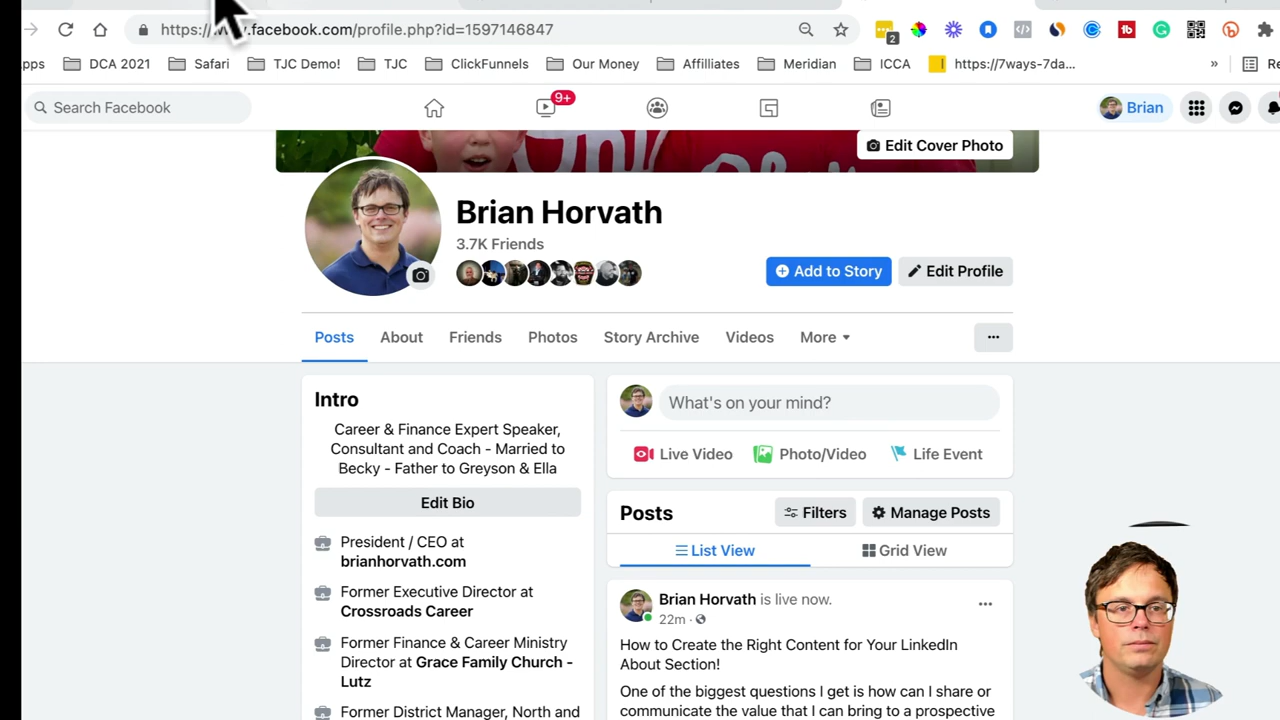 https://www.facebook.com/profile.php?id=1597146847
2
DCA 2021
Safari
TJC Demo!
TJC
ClickFunnels
Our Money
Affilliates
Meridian
ICCA
https://7ways-7da...
»
Search Facebook
9+
Brian
Edit Cover Photo
Brian Horvath
3.7K Friends
Add to Story
Edit Profile
Posts
About
Friends
Photos
Story Archive
Videos
More
Intro
Career & Finance Expert Speaker,
Consultant and Coach - Married to
Becky - Father to Greyson & Ella
Edit Bio
President / CEO at
brianhorvath.com
Former Executive Director at
Crossroads Career
Former Finance & Career Ministry
Director at Grace Family Church -
Lutz
Former District Manager, North and
What's on your mind?
Live Video
Photo/Video
Life Event
Posts
Filters
Manage Posts
List View
Grid View
Brian Horvath is live now.
22m ·
How to Create the Right Content for Your LinkedIn
About Section!
One of the biggest questions I get is how can I share or
communicate the value that I can bring to a prospective